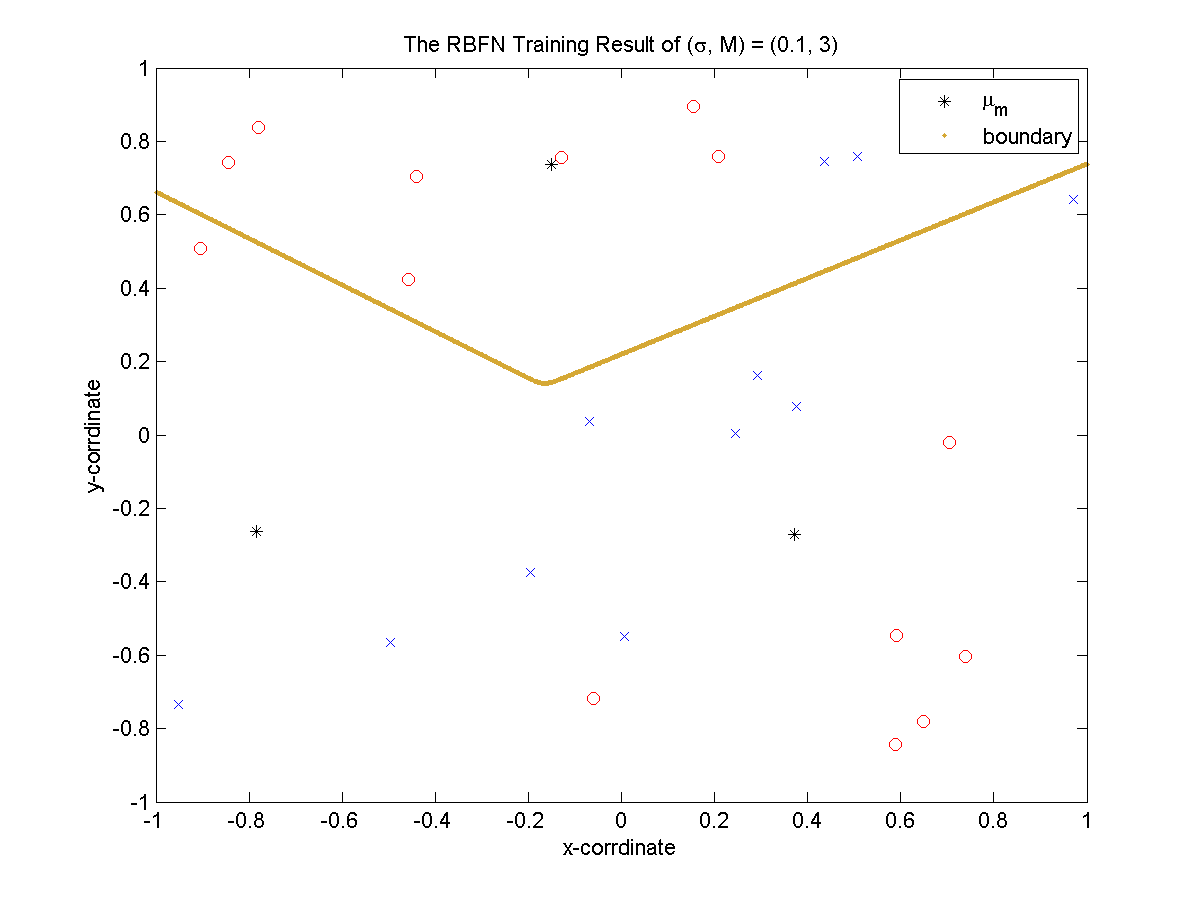 The RBFN Training Result of (σ, M) = (0.1, 3)
μ_m
boundary
1
0.8
0.6
0.4
0.2
0
-0.2
-0.4
-0.6
-0.8
-1
y-corrdinate
-1 -0.8 -0.6 -0.4 -0.2 0 0.2 0.4 0.6 0.8 1
x-corrdinate